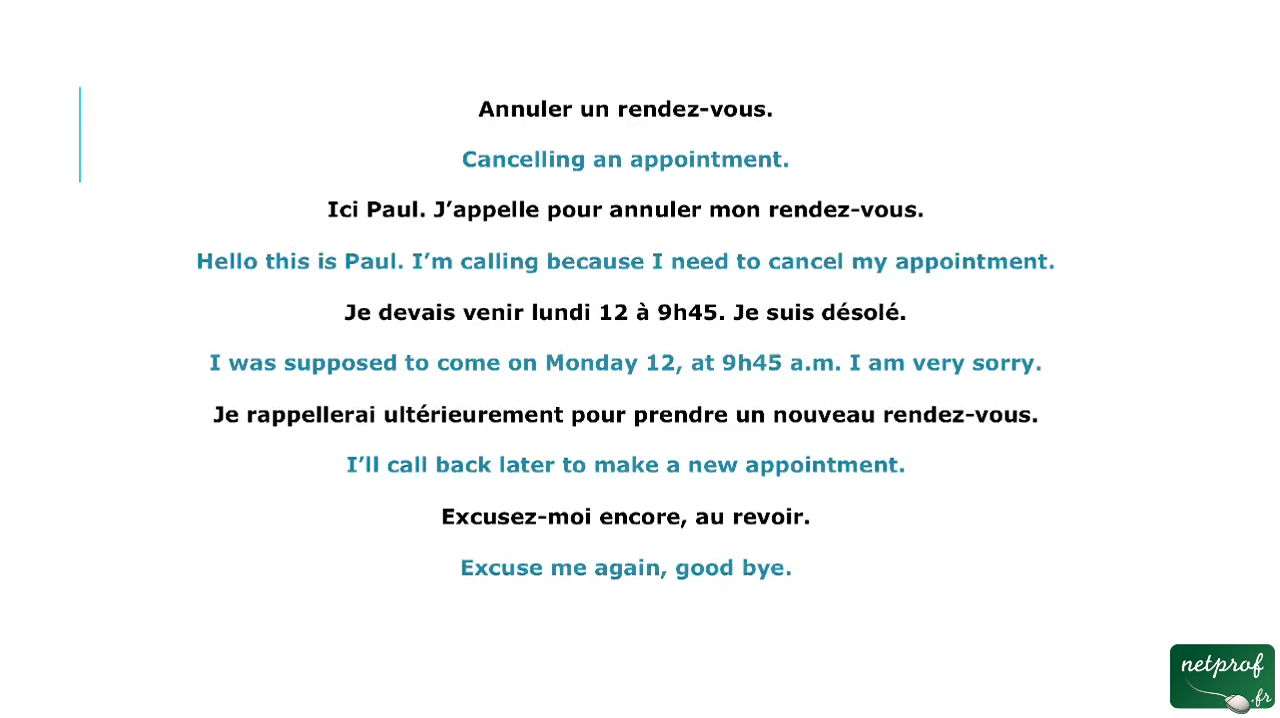 Annuler un rendez-vous.
Cancelling an appointment.
Ici Paul. J’appelle pour annuler mon rendez-vous.
Hello this is Paul. I’m calling because I need to cancel my appointment.
Je devais venir lundi 12 à 9h45. Je suis désolé.
I was supposed to come on Monday 12, at 9h45 a.m. I am very sorry.
Je rappellerai ultérieurement pour prendre un nouveau rendez-vous.
I’ll call back later to make a new appointment.
Excusez-moi encore, au revoir.
Excuse me again, good bye.
netprof
.fr